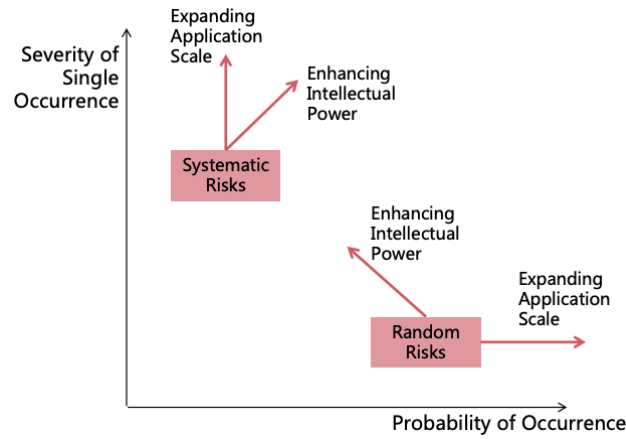 Expanding
Application
Scale
Severity of
Single
Occurrence
Enhancing
Intellectual
Power
Systematic
Risks
Enhancing
Intellectual
Power
Expanding
Application
Scale
Random
Risks
Probability of Occurrence